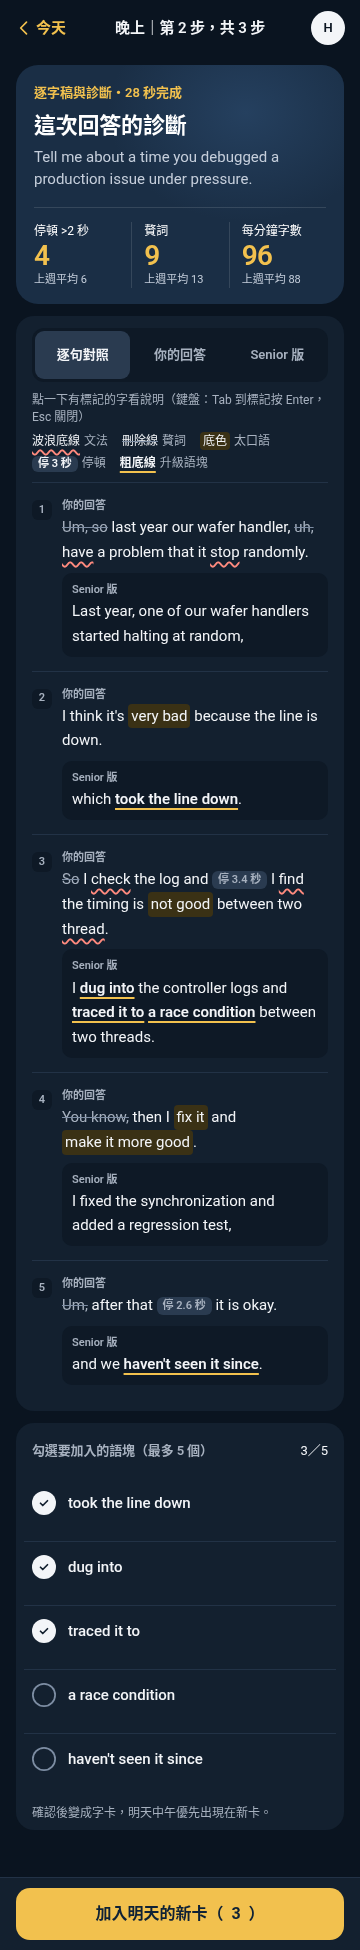 今天
晚上｜第 2 步，共 3 步
H
逐字稿與診斷・28 秒完成
這次回答的診斷
Tell me about a time you debugged a
production issue under pressure.
停頓 >2 秒
4
上週平均 6
贅詞
9
上週平均 13
每分鐘字數
96
上週平均 88
逐句對照
你的回答
Senior 版
點一下有標記的字看說明（鍵盤：Tab 到標記按 Enter，
Esc 關閉）
波浪底線 文法 刪除線 贅詞 底色 太口語
停 3 秒 停頓 粗底線 升級語塊
1
你的回答
Um, so last year our wafer handler, uh,
have a problem that it stop randomly.
Senior 版
Last year, one of our wafer handlers
started halting at random,
2
你的回答
I think it's very bad because the line is
down.
Senior 版
which took the line down.
3
你的回答
So I check the log and 停 3.4 秒 I find
the timing is not good between two
thread.
Senior 版
I dug into the controller logs and
traced it to a race condition between
two threads.
4
你的回答
You know, then I fix it and
make it more good.
Senior 版
I fixed the synchronization and
added a regression test,
5
你的回答
Um, after that 停 2.6 秒 it is okay.
Senior 版
and we haven't seen it since.
勾選要加入的語塊（最多 5 個）
3／5
took the line down
dug into
traced it to
a race condition
haven't seen it since
確認後變成字卡，明天中午優先出現在新卡。
加入明天的新卡（ 3 ）